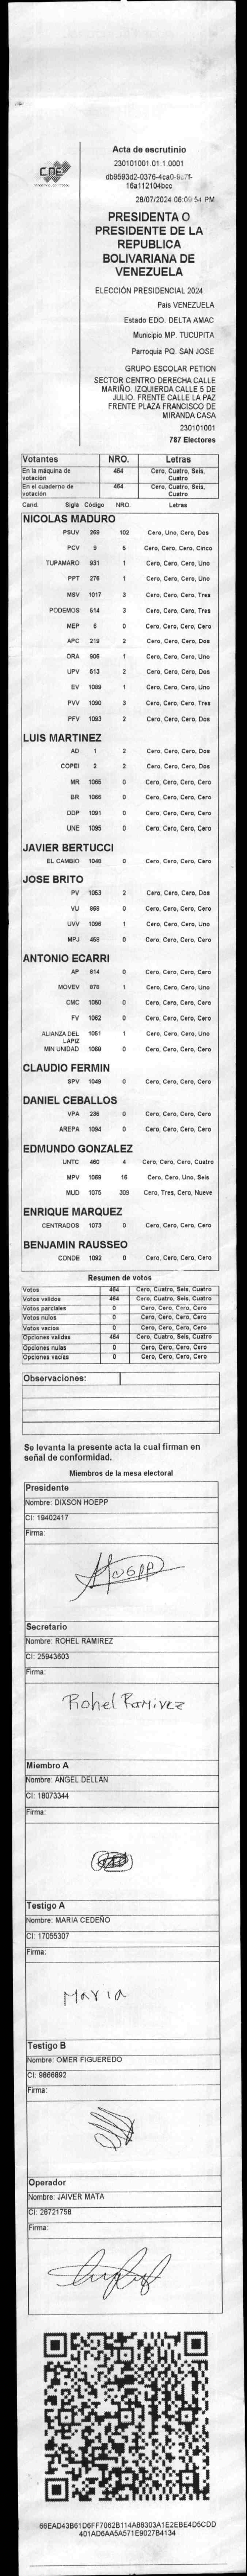 CNE
Acta de escrutinio
230101001.01.1.0001
db9593d2-0376-4ca0-9c7f-
16a112104bcc
28/07/2024 06:09:54 PM
PRESIDENTA O
PRESIDENTE DE LA
REPUBLICA
BOLIVARIANA DE
VENEZUELA
ELECCIÓN PRESIDENCIAL 2024
Pais VENEZUELA
Estado EDO. DELTA AMAC
Municipio MP. TUCUPITA
Parroquia PQ. SAN JOSE
GRUPO ESCOLAR PETION
SECTOR CENTRO DERECHA CALLE
MARIÑO. IZQUIERDA CALLE 5 DE
JULIO. FRENTE CALLE LA PAZ
FRENTE PLAZA FRANCISCO DE
MIRANDA CASA
230101001
787 Electores
Votantes NRO. Letras
En la máquina de votación 464 Cero, Cuatro, Seis, Cuatro
En el cuaderno de votación 464 Cero, Cuatro, Seis, Cuatro
Cand. Sigla Código NRO. Letras
NICOLAS MADURO
PSUV 269 102 Cero, Uno, Cero, Dos
PCV 9 5 Cero, Cero, Cero, Cinco
TUPAMARO 931 1 Cero, Cero, Cero, Uno
PPT 276 1 Cero, Cero, Cero, Uno
MSV 1017 3 Cero, Cero, Cero, Tres
PODEMOS 514 3 Cero, Cero, Cero, Tres
MEP 6 0 Cero, Cero, Cero, Cero
APC 219 2 Cero, Cero, Cero, Dos
ORA 906 1 Cero, Cero, Cero, Uno
UPV 613 2 Cero, Cero, Cero, Dos
EV 1089 1 Cero, Cero, Cero, Uno
PVV 1090 3 Cero, Cero, Cero, Tres
PFV 1093 2 Cero, Cero, Cero, Dos
LUIS MARTINEZ
AD 1 2 Cero, Cero, Cero, Dos
COPEI 2 2 Cero, Cero, Cero, Dos
MR 1065 0 Cero, Cero, Cero, Cero
BR 1066 0 Cero, Cero, Cero, Cero
DDP 1091 0 Cero, Cero, Cero, Cero
UNE 1095 0 Cero, Cero, Cero, Cero
JAVIER BERTUCCI
EL CAMBIO 1048 0 Cero, Cero, Cero, Cero
JOSE BRITO
PV 1053 2 Cero, Cero, Cero, Dos
VU 869 0 Cero, Cero, Cero, Cero
UVV 1096 1 Cero, Cero, Cero, Uno
MPJ 459 0 Cero, Cero, Cero, Cero
ANTONIO ECARRI
AP 814 0 Cero, Cero, Cero, Cero
MOVEV 878 1 Cero, Cero, Cero, Uno
CMC 1050 0 Cero, Cero, Cero, Cero
FV 1062 0 Cero, Cero, Cero, Cero
ALIANZA DEL LAPIZ 1051 1 Cero, Cero, Cero, Uno
MIN UNIDAD 1069 0 Cero, Cero, Cero, Cero
CLAUDIO FERMIN
SPV 1049 0 Cero, Cero, Cero, Cero
DANIEL CEBALLOS
VPA 236 0 Cero, Cero, Cero, Cero
AREPA 1094 0 Cero, Cero, Cero, Cero
EDMUNDO GONZALEZ
UNTC 460 4 Cero, Cero, Cero, Cuatro
MPV 1069 16 Cero, Cero, Uno, Seis
MUD 1075 309 Cero, Tres, Cero, Nueve
ENRIQUE MARQUEZ
CENTRADOS 1073 0 Cero, Cero, Cero, Cero
BENJAMIN RAUSSEO
CONDE 1092 0 Cero, Cero, Cero, Cero
Resumen de votos
Votos 464 Cero, Cuatro, Seis, Cuatro
Votos validos 464 Cero, Cuatro, Seis, Cuatro
Votos parciales 0 Cero, Cero, Cero, Cero
Votos nulos 0 Cero, Cero, Cero, Cero
Votos vacios 0 Cero, Cero, Cero, Cero
Opciones validas 464 Cero, Cuatro, Seis, Cuatro
Opciones nulas 0 Cero, Cero, Cero, Cero
Opciones vacias 0 Cero, Cero, Cero, Cero
Observaciones:
Se levanta la presente acta la cual firman en
señal de conformidad.
Miembros de la mesa electoral
Presidente
Nombre: DIXSON HOEPP
CI: 19402417
Firma:
Hoepp
Secretario
Nombre: ROHEL RAMIREZ
CI: 25943603
Firma:
Rohel Ramirez
Miembro A
Nombre: ANGEL DELLAN
CI: 18073344
Firma:
Testigo A
Nombre: MARIA CEDEÑO
CI: 17055307
Firma:
Maria
Testigo B
Nombre: OMER FIGUEREDO
CI: 9866892
Firma:
Operador
Nombre: JAIVER MATA
CI: 28721758
Firma:
66EAD43B61D6FF7062B114A88303A1E2EBE4D5CDD
401AD6AA5A571E9027B4134